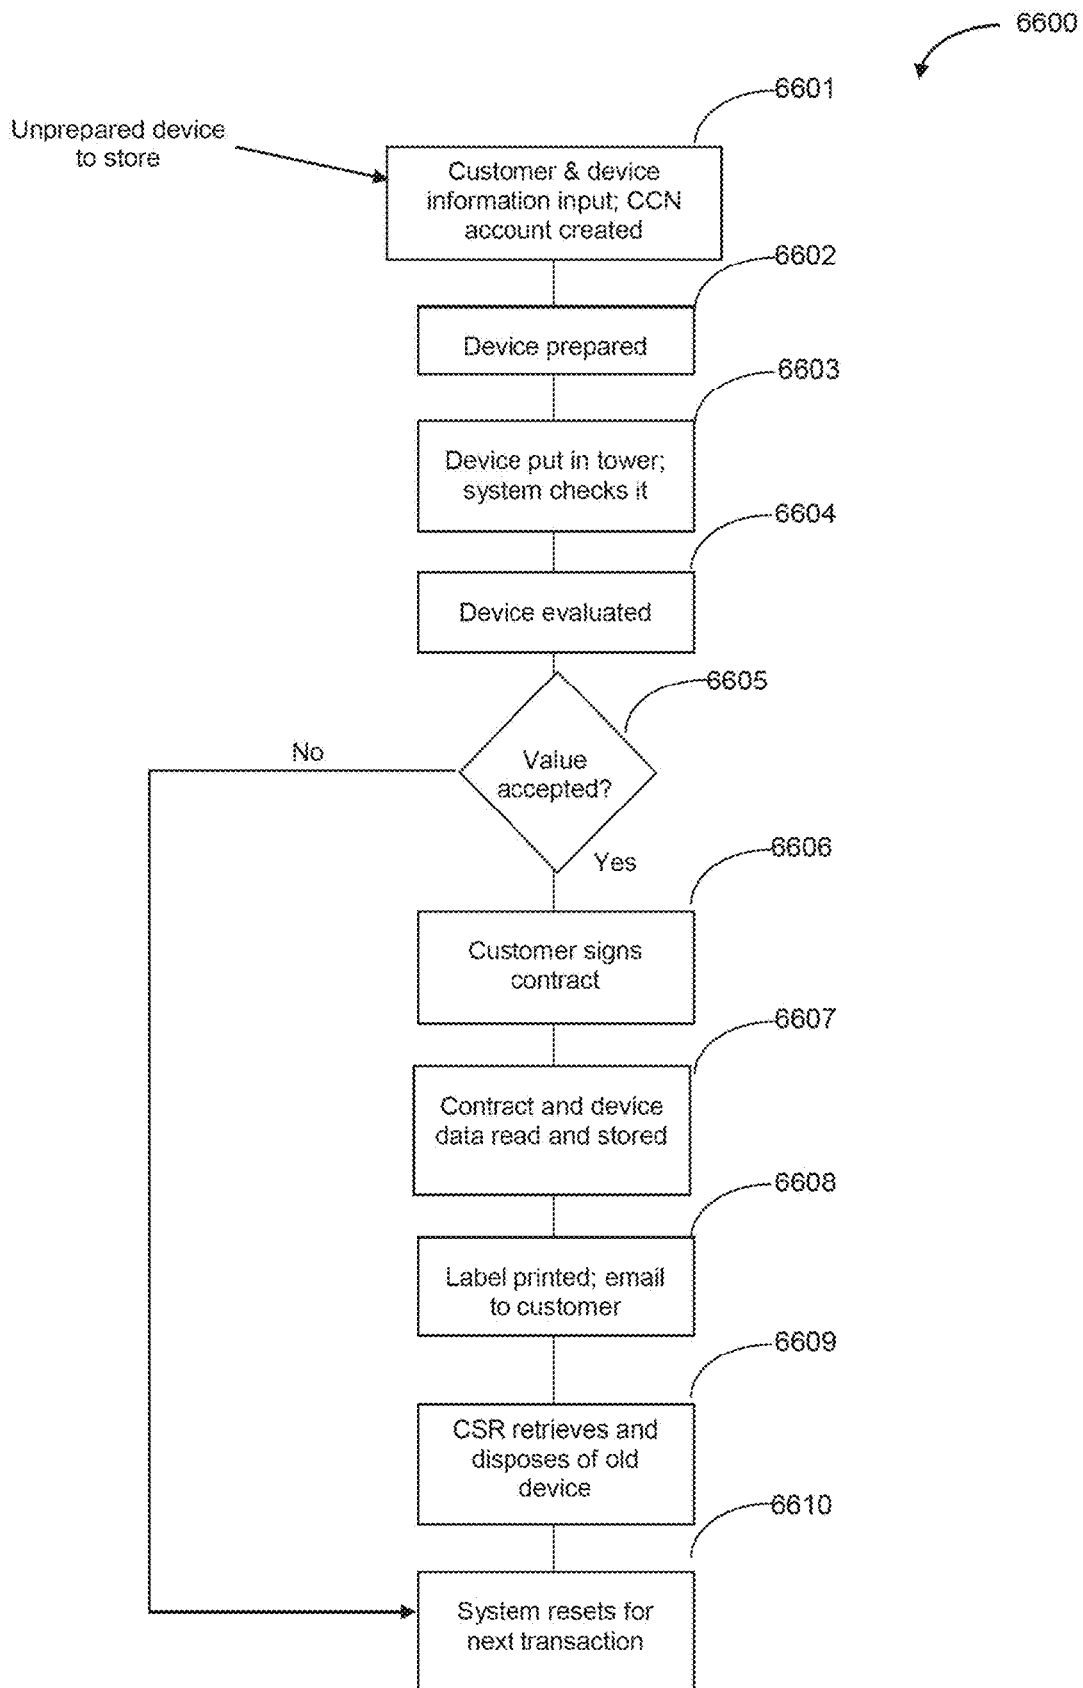 6600
6601
Unprepared device
to store
Customer & device
information input; CCN
account created
6602
Device prepared
6603
Device put in tower;
system checks it
6604
Device evaluated
6605
No
Value
accepted?
Yes
6606
Customer signs
contract
6607
Contract and device
data read and stored
6608
Label printed; email
to customer
6609
CSR retrieves and
disposes of old
device
6610
System resets for
next transaction